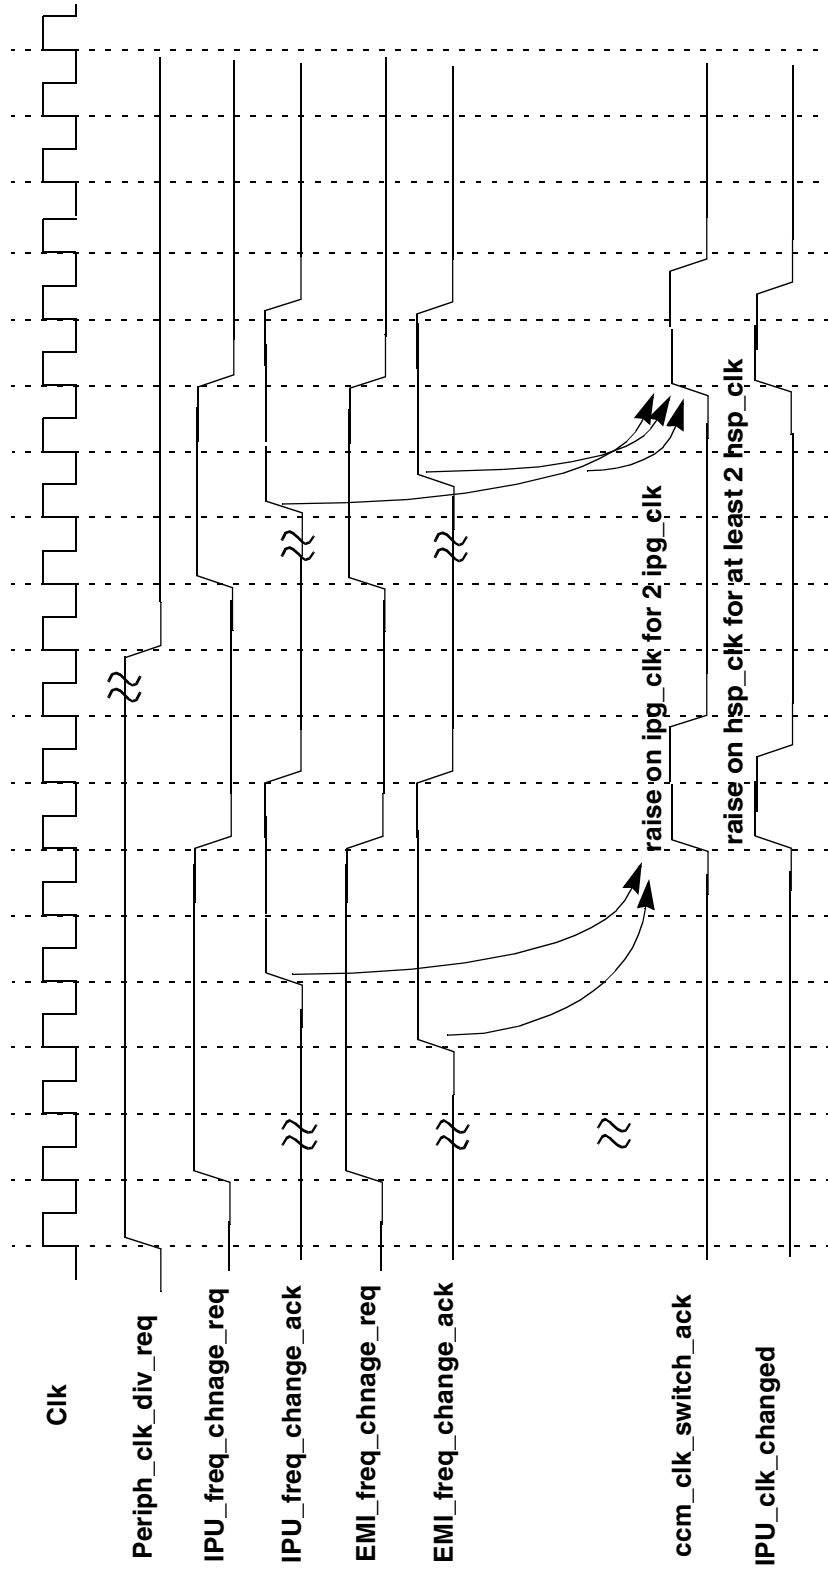 Clk
Periph_clk_div_req
IPU_freq_chnage_req
IPU_freq_change_ack
EMI_freq_chnage_req
EMI_freq_change_ack
raise on ipg_clk for 2 ipg_clk
ccm_clk_switch_ack
raise on hsp_clk for at least 2 hsp_clk
IPU_clk_changed